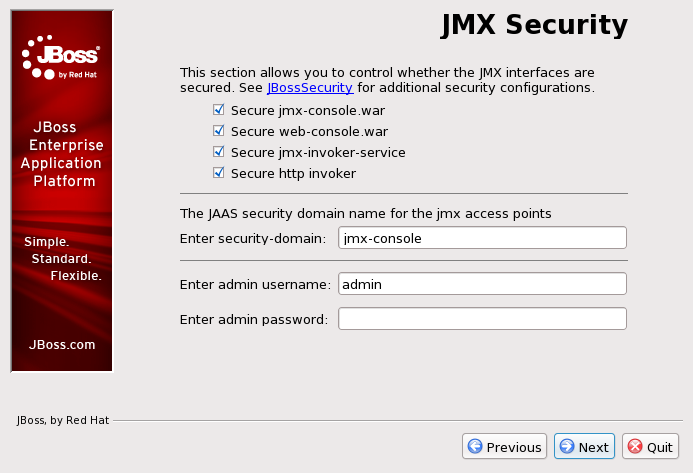 JBoss
by Red Hat
JBoss
Enterprise
Application
Platform
Simple.
Standard.
Flexible.
JBoss.com
JMX Security
This section allows you to control whether the JMX interfaces are
secured. See JBossSecurity for additional security configurations.
Secure jmx-console.war
Secure web-console.war
Secure jmx-invoker-service
Secure http invoker
The JAAS security domain name for the jmx access points
Enter security-domain: jmx-console
Enter admin username: admin
Enter admin password:
JBoss, by Red Hat
Previous Next Quit